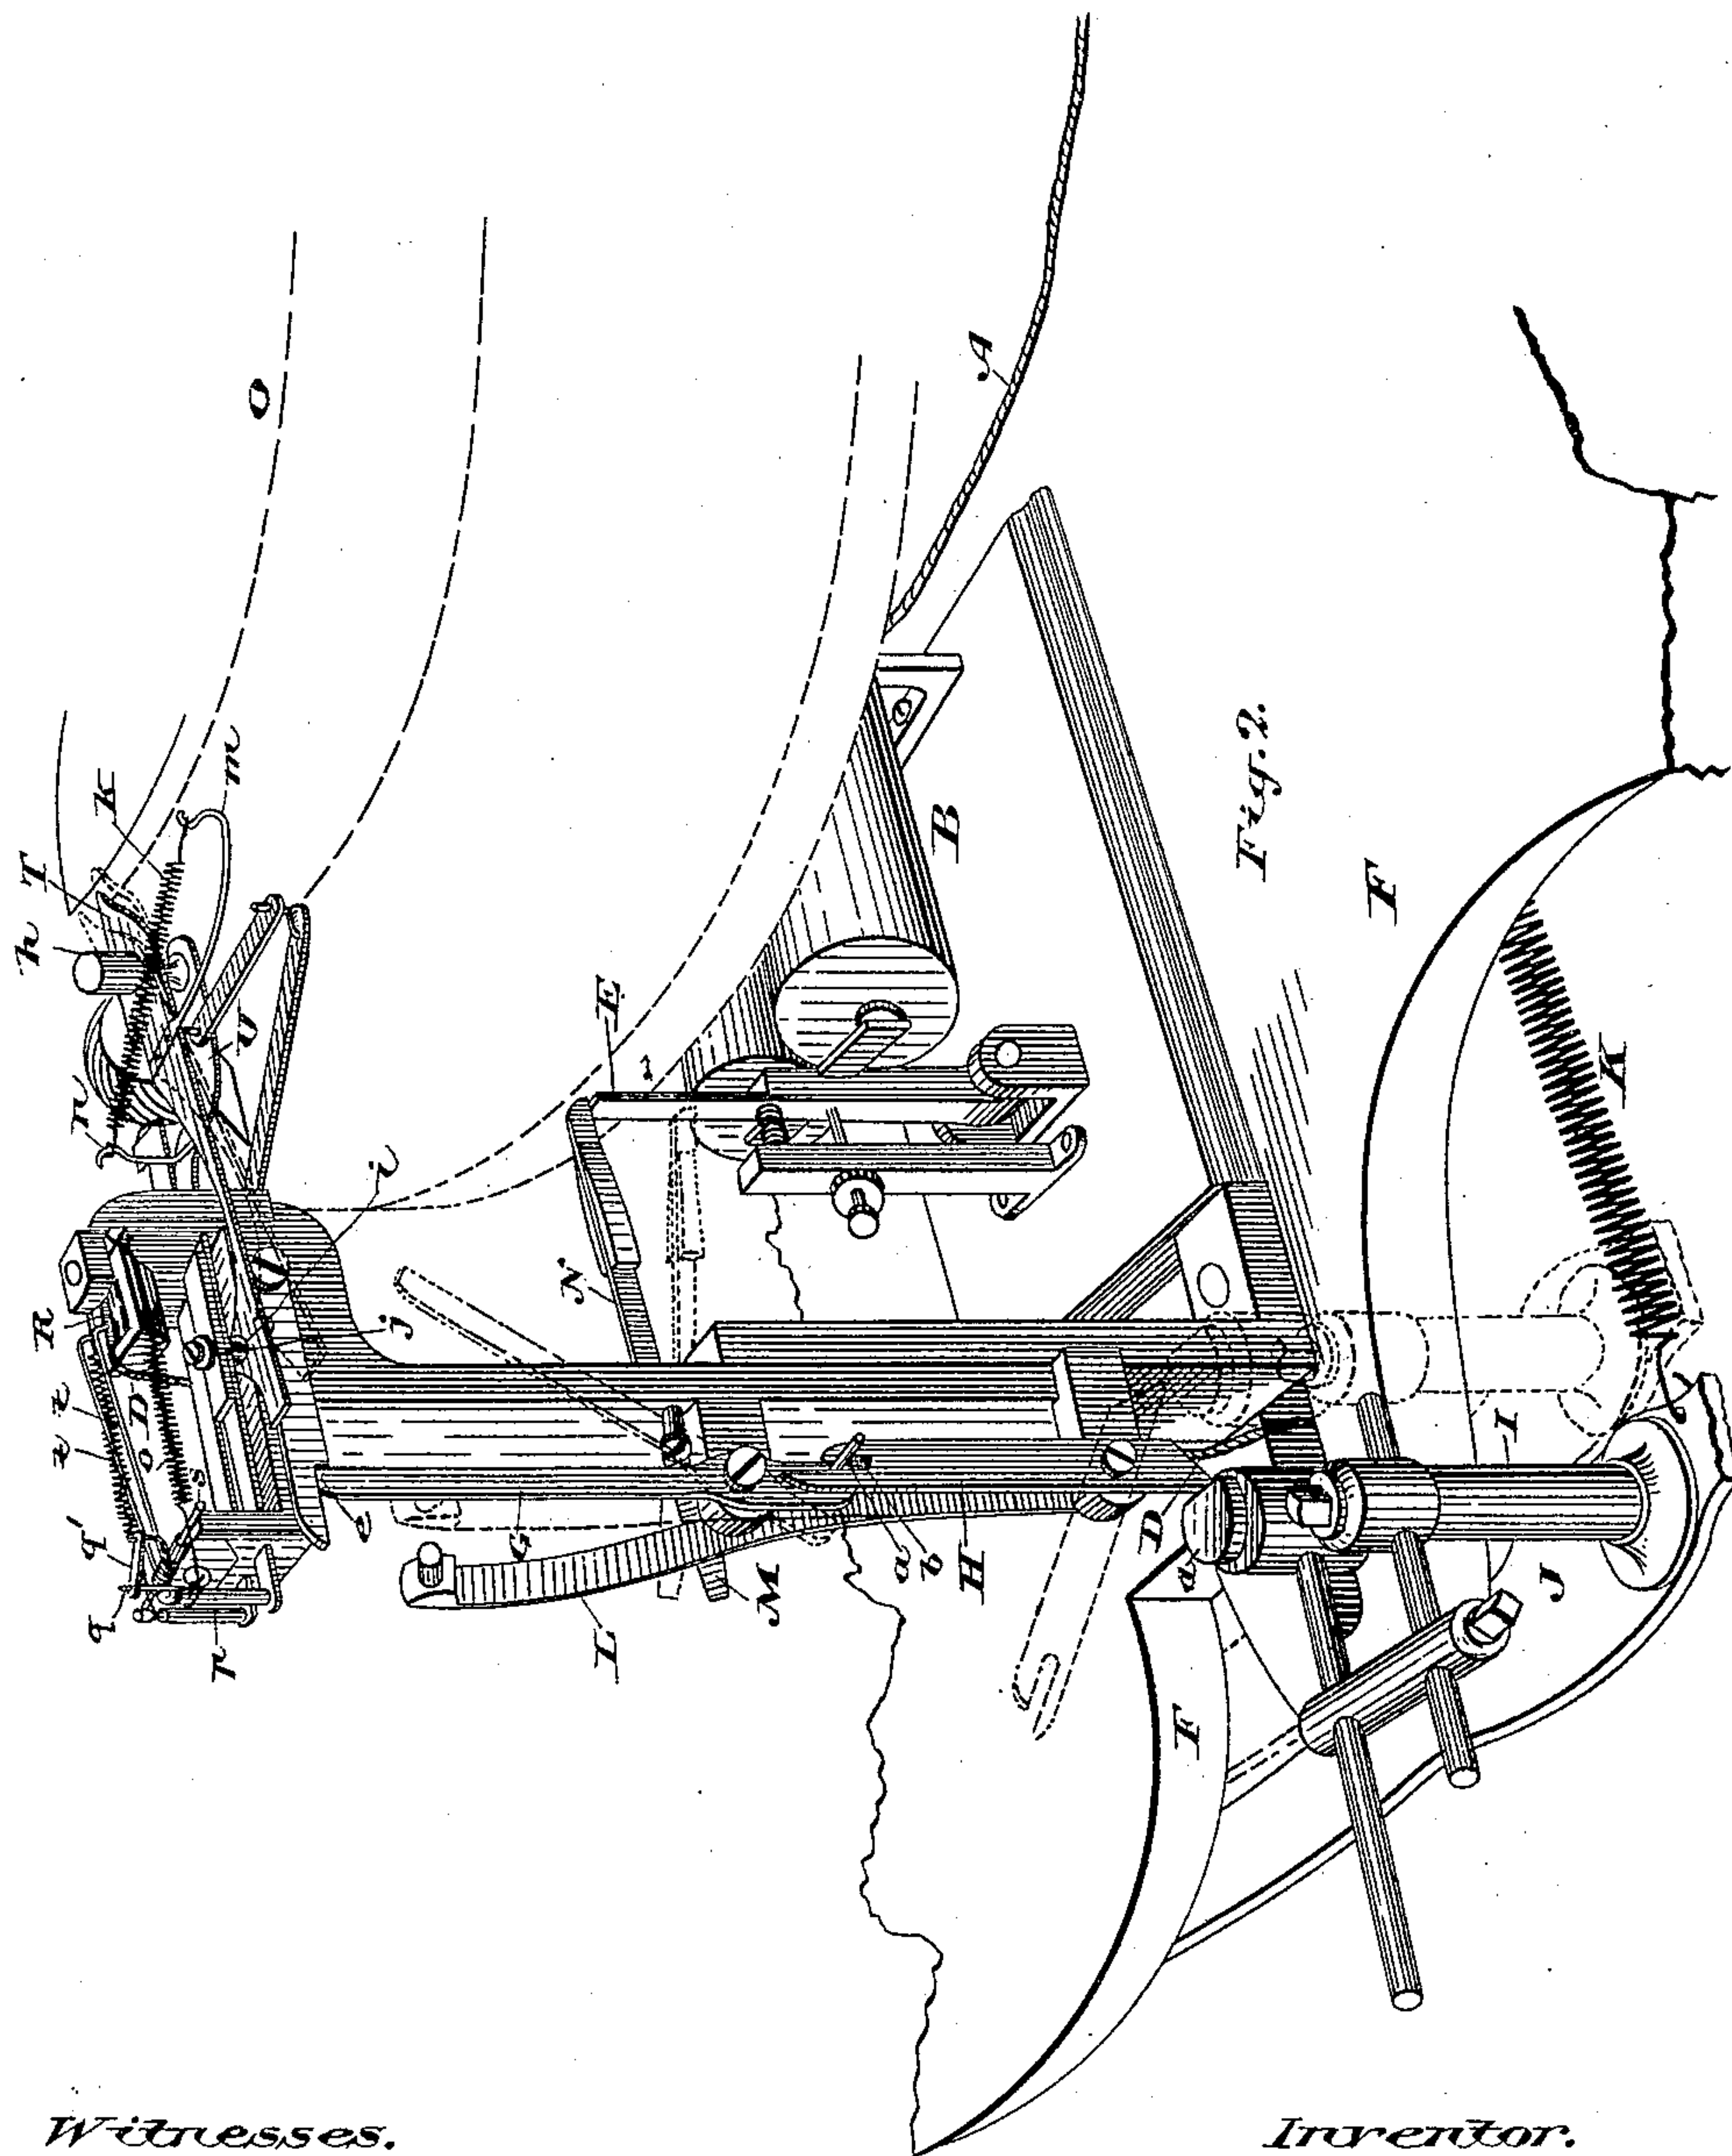 O
A
k
m
T
h
n
U
E
B
Fig. 2.
i
j
R
t
z
D
o
s
q'
q
r
e
N
G
L
M
a
b
H
D
d
F
F
K
I
J
Witnesses.
Inventor.